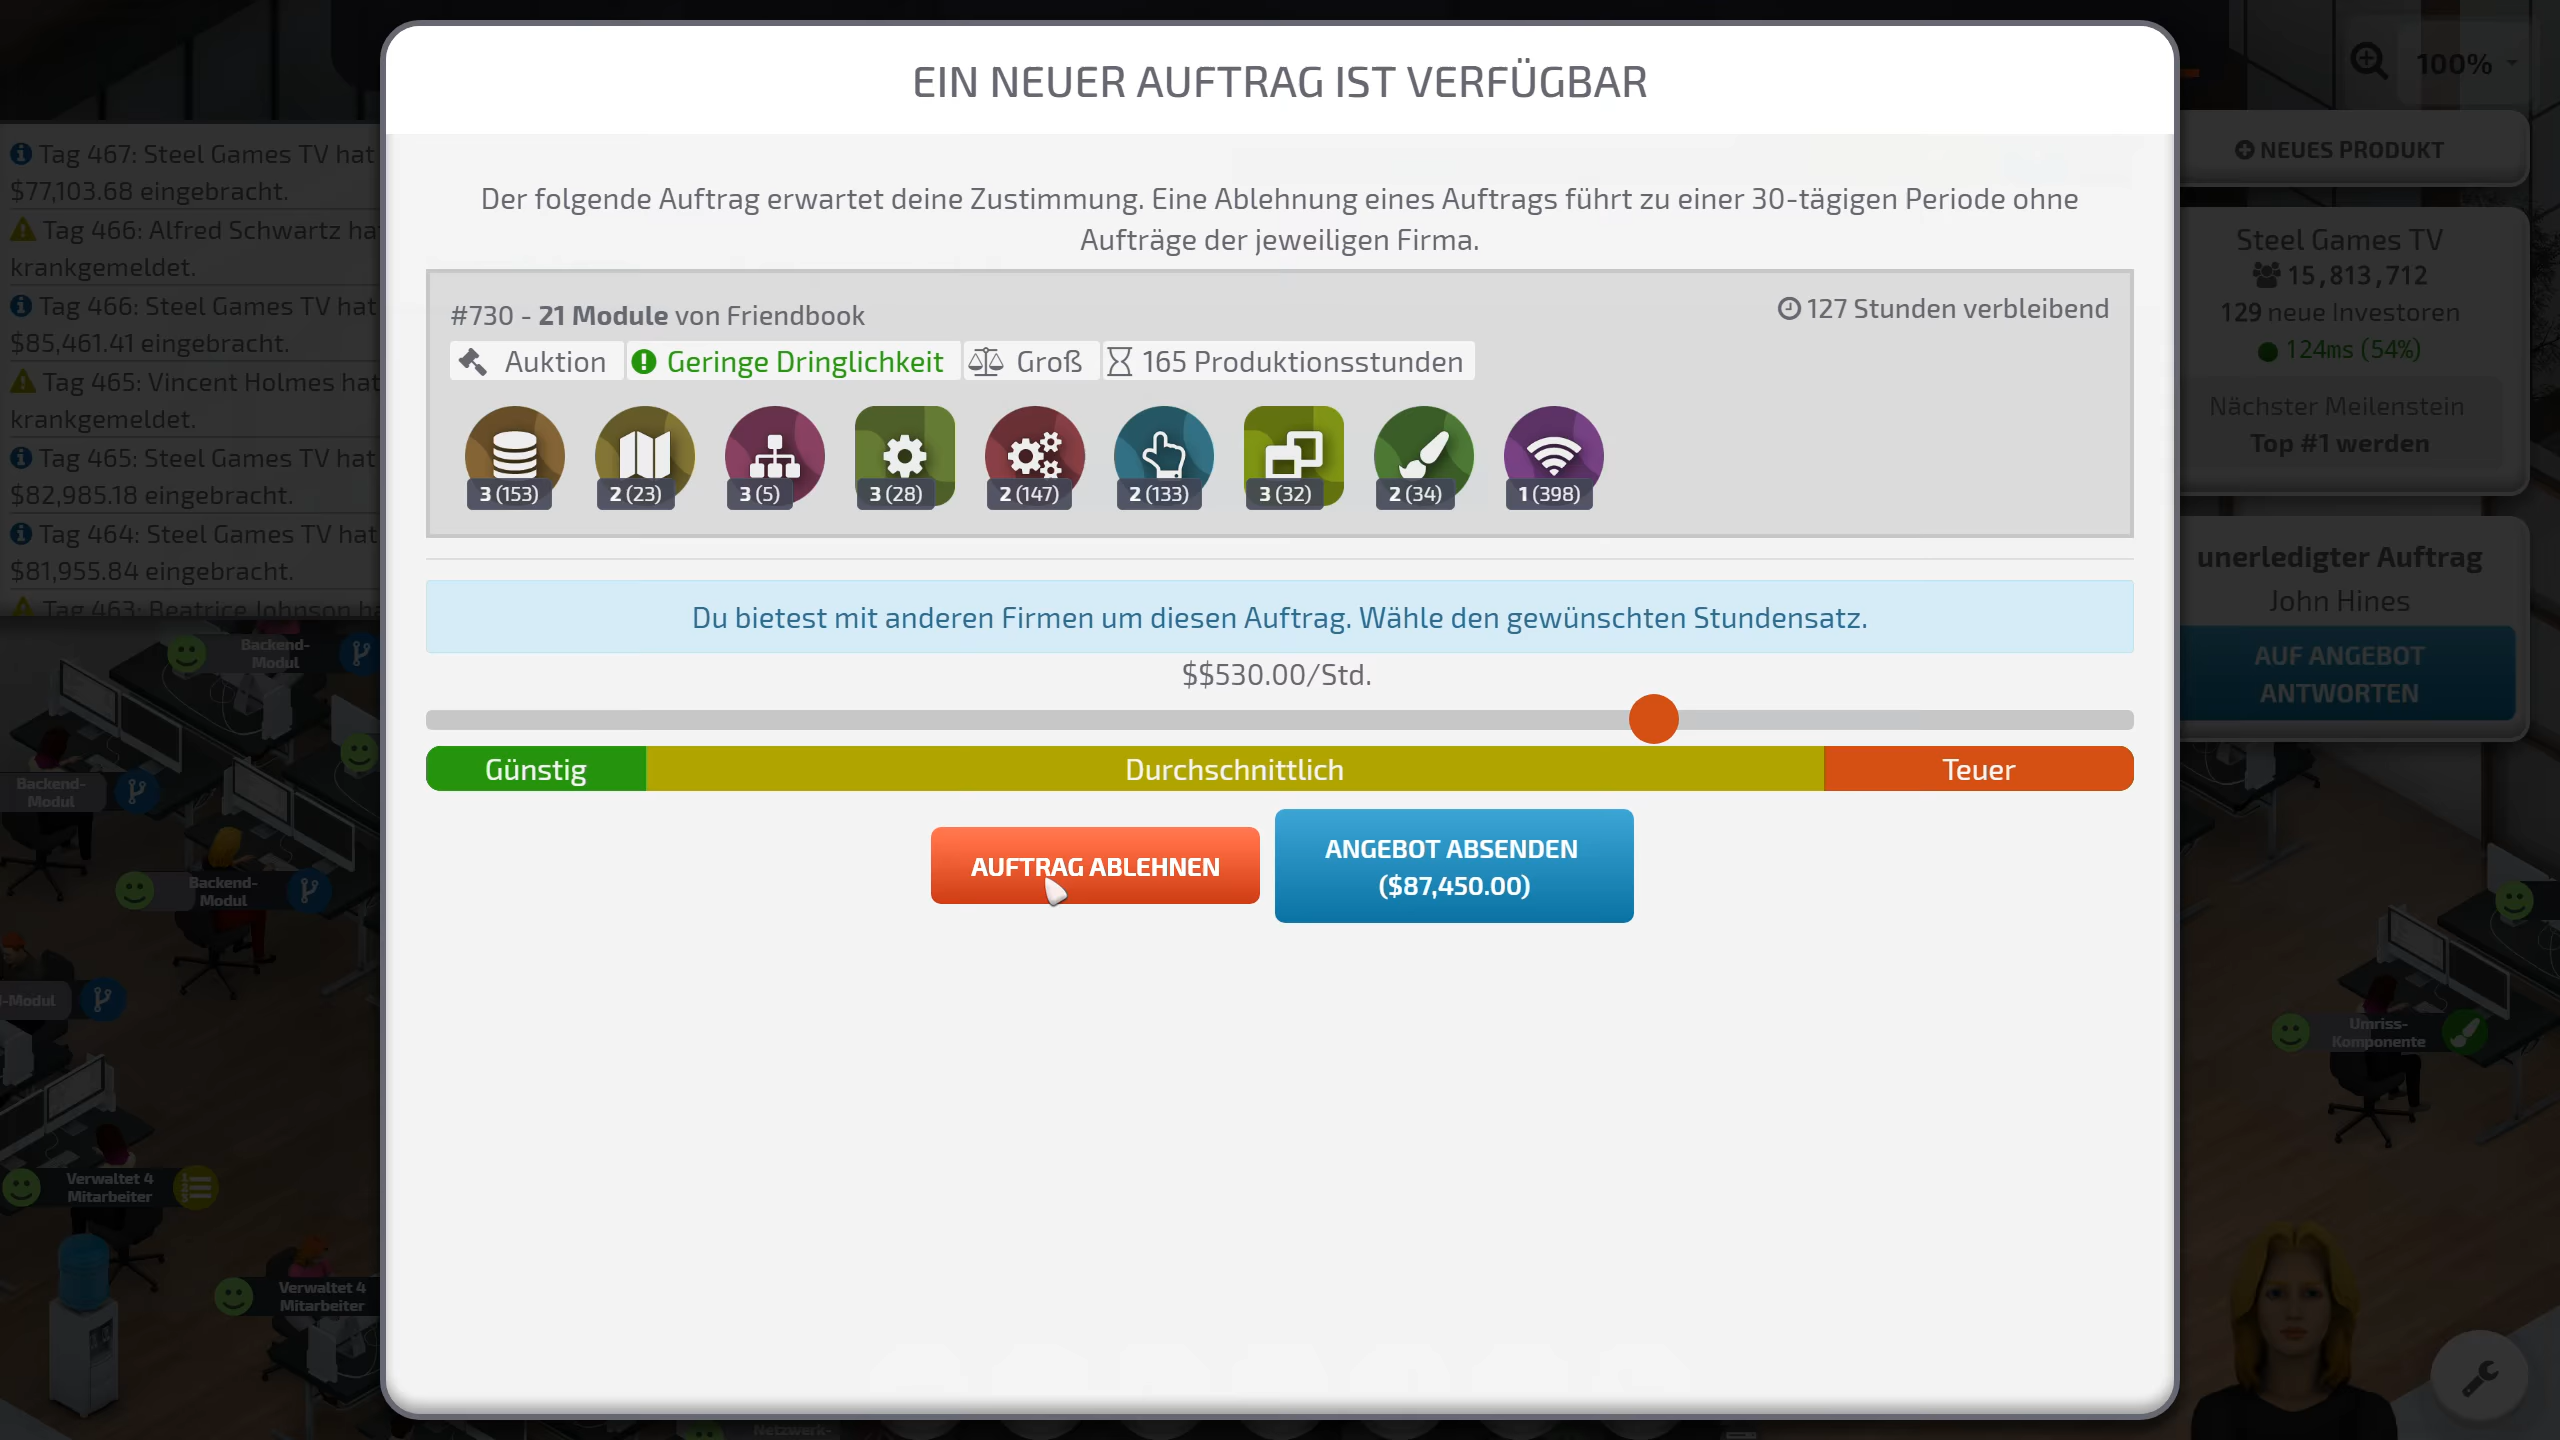 EIN NEUER AUFTRAG IST VERFÜGBAR
Der folgende Auftrag erwartet deine Zustimmung. Eine Ablehnung eines Auftrags führt zu einer 30-tägigen Periode ohne
Aufträge der jeweiligen Firma.
#730 - 21 Module von Friendbook
127 Stunden verbleibend
Auktion
Geringe Dringlichkeit
Groß
165 Produktionsstunden
3 (153)
2 (23)
3 (5)
3 (28)
2 (147)
2 (133)
3 (32)
2 (34)
1 (398)
Du bietest mit anderen Firmen um diesen Auftrag. Wähle den gewünschten Stundensatz.
$$530.00/Std.
Günstig
Durchschnittlich
Teuer
AUFTRAG ABLEHNEN
ANGEBOT ABSENDEN
($87,450.00)
Tag 467: Steel Games TV hat
$77,103.68 eingebracht.
Tag 466: Alfred Schwartz ha
krankgemeldet.
Tag 466: Steel Games TV hat
$85,461.41 eingebracht.
Tag 465: Vincent Holmes hat
krankgemeldet.
Tag 465: Steel Games TV hat
$82,985.18 eingebracht.
Tag 464: Steel Games TV hat
$81,955.84 eingebracht.
Tag 463: Beatrice Johnson ha
Backend-
Modul
Backend-
Modul
Backend-
Modul
-Modul
Verwaltet 4
Mitarbeiter
Verwaltet 4
Mitarbeiter
Netzwerk-
100%
NEUES PRODUKT
Steel Games TV
15,813,712
129 neue Investoren
124ms (54%)
Nächster Meilenstein
Top #1 werden
unerledigter Auftrag
John Hines
AUF ANGEBOT
ANTWORTEN
Umriss-
Komponente